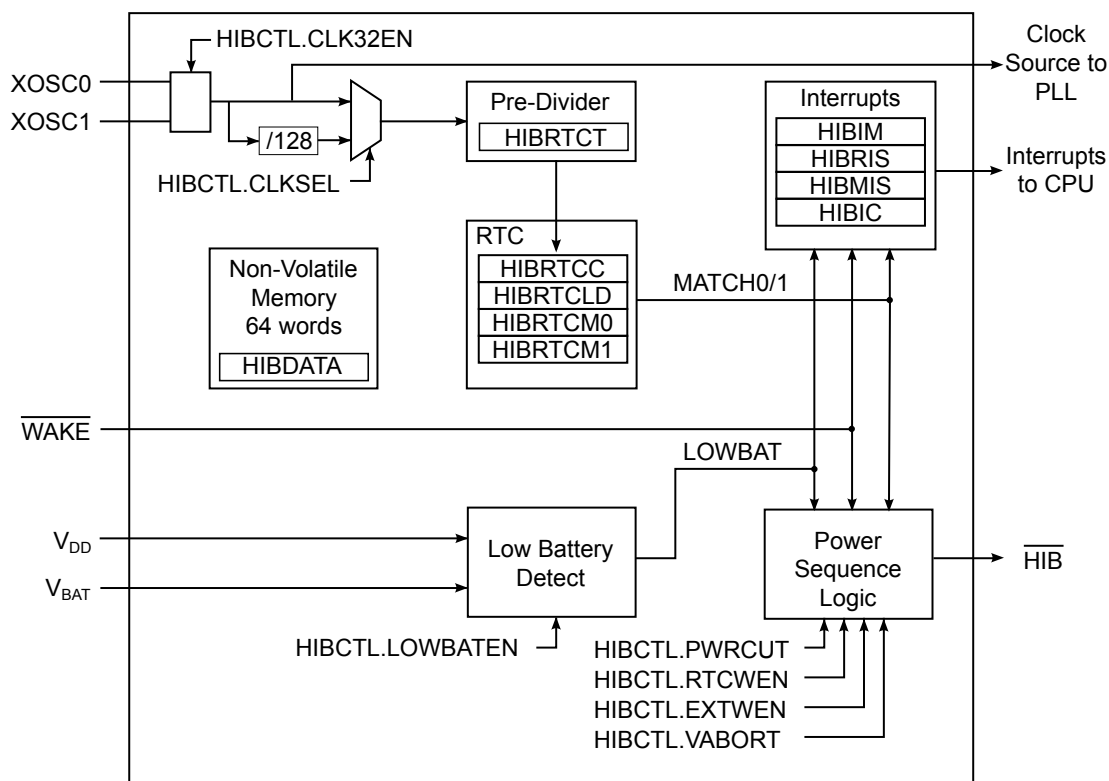 HIBCTL.CLK32EN
XOSC0
XOSC1
/128
HIBCTL.CLKSEL
Pre-Divider
HIBRTCT
Interrupts
HIBIM
HIBRIS
HIBMIS
HIBIC
Clock
Source to
PLL
Interrupts
to CPU
Non-Volatile
Memory
64 words
HIBDATA
RTC
HIBRTCC
HIBRTCLD
HIBRTCM0
HIBRTCM1
MATCH0/1
WAKE
LOWBAT
VDD
VBAT
Low Battery
Detect
HIBCTL.LOWBATEN
Power
Sequence
Logic
HIB
HIBCTL.PWRCUT
HIBCTL.RTCWEN
HIBCTL.EXTWEN
HIBCTL.VABORT